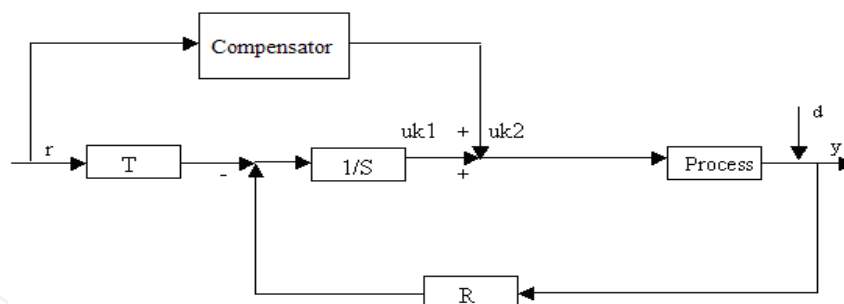 Compensator
d
r
uk1
+
uk2
y
T
-
1/S
+
Process
R